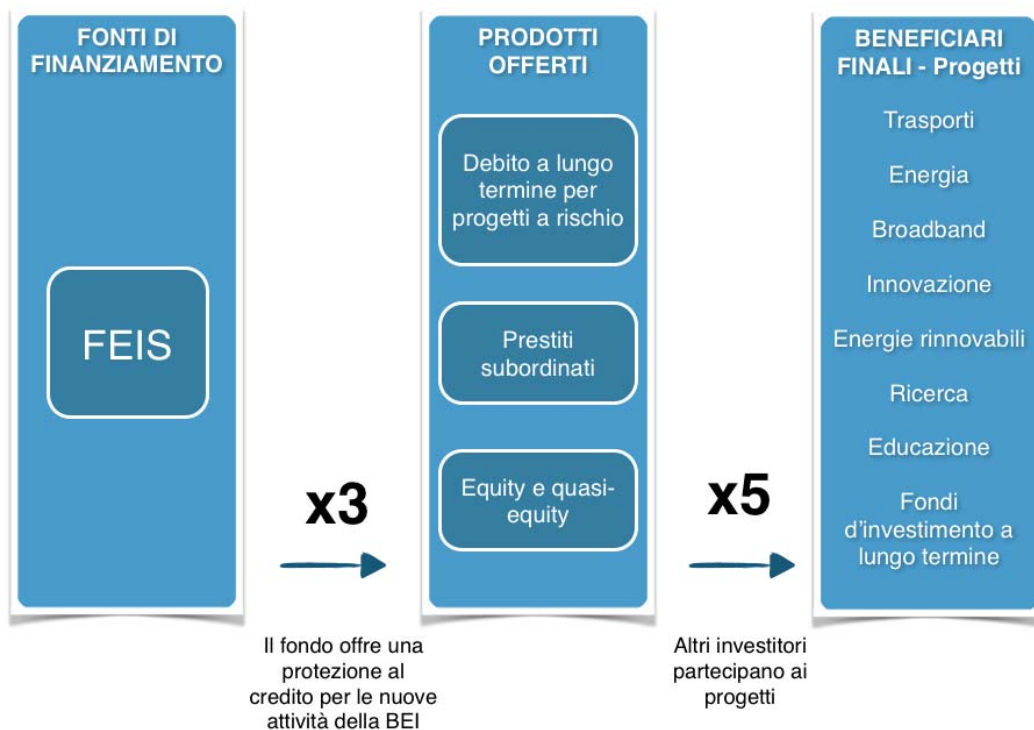 FONTI DI
FINANZIAMENTO
FEIS
x3
Il fondo offre una
protezione al
credito per le nuove
attività della BEI
PRODOTTI
OFFERTI
Debito a lungo
termine per
progetti a rischio
Prestiti
subordinati
Equity e quasi-
equity
x5
Altri investitori
partecipano ai
progetti
BENEFICIARI
FINALI - Progetti
Trasporti
Energia
Broadband
Innovazione
Energie rinnovabili
Ricerca
Educazione
Fondi
d'investimento a
lungo termine